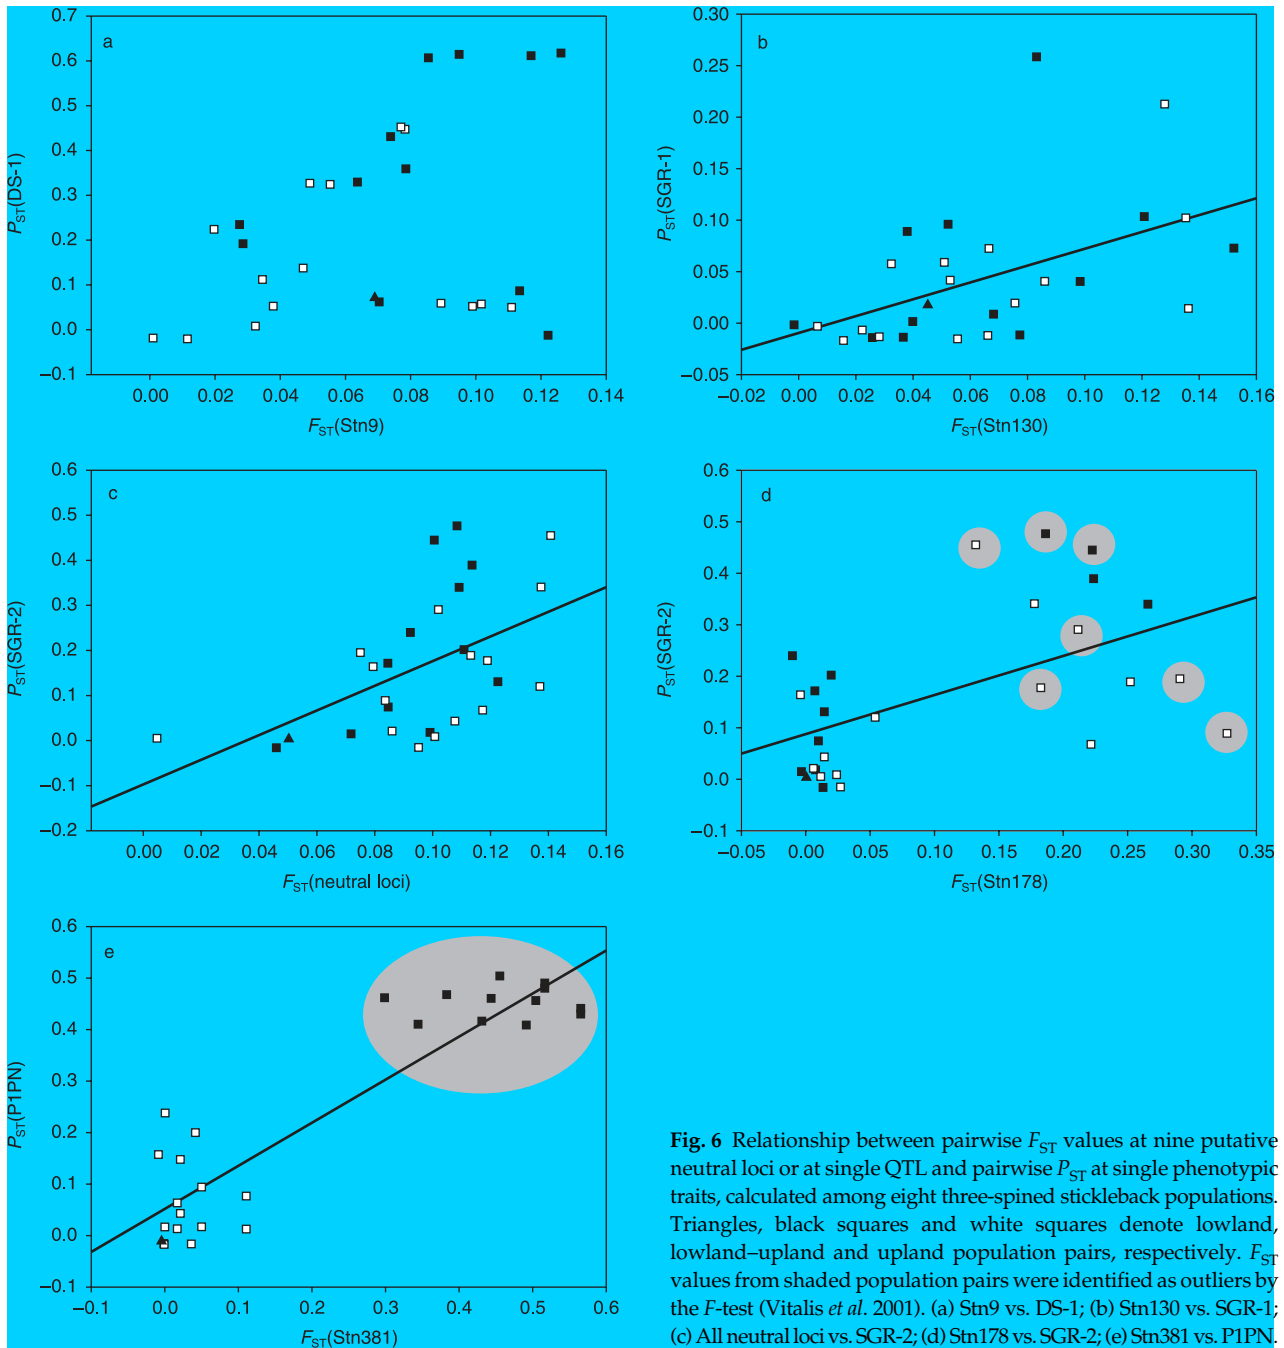 a
0.7
0.6
0.5
0.4
0.3
0.2
0.1
0.0
–0.1
P_ST(DS-1)
0.00 0.02 0.04 0.06 0.08 0.10 0.12 0.14
F_ST(Stn9)
b
0.30
0.25
0.20
0.15
0.10
0.05
0.00
–0.05
P_ST(SGR-1)
–0.02 0.00 0.02 0.04 0.06 0.08 0.10 0.12 0.14 0.16
F_ST(Stn130)
c
0.6
0.5
0.4
0.3
0.2
0.1
0.0
–0.1
–0.2
P_ST(SGR-2)
0.00 0.02 0.04 0.06 0.08 0.10 0.12 0.14 0.16
F_ST(neutral loci)
d
0.6
0.5
0.4
0.3
0.2
0.1
0.0
–0.1
P_ST(SGR-2)
–0.05 0.00 0.05 0.10 0.15 0.20 0.25 0.30 0.35
F_ST(Stn178)
e
0.6
0.5
0.4
0.3
0.2
0.1
0.0
–0.1
P_ST(P1PN)
–0.1 0.0 0.1 0.2 0.3 0.4 0.5 0.6
F_ST(Stn381)
Fig. 6 Relationship between pairwise F_ST values at nine putative
neutral loci or at single QTL and pairwise P_ST at single phenotypic
traits, calculated among eight three-spined stickleback populations.
Triangles, black squares and white squares denote lowland,
lowland–upland and upland population pairs, respectively. F_ST
values from shaded population pairs were identified as outliers by
the F-test (Vitalis et al. 2001). (a) Stn9 vs. DS-1; (b) Stn130 vs. SGR-1;
(c) All neutral loci vs. SGR-2; (d) Stn178 vs. SGR-2; (e) Stn381 vs. P1PN.